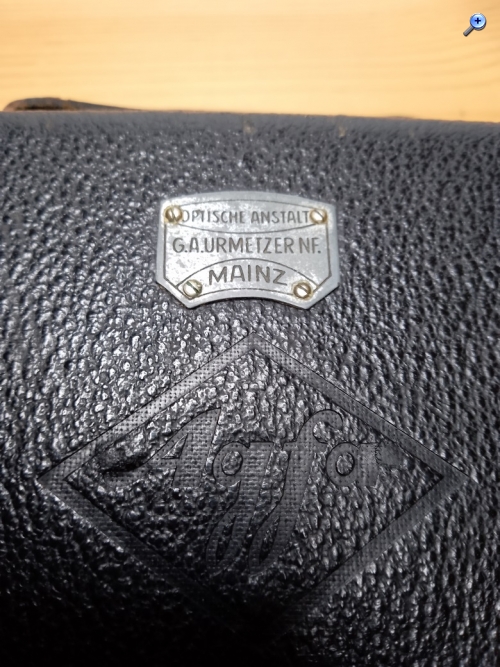 OPTISCHE ANSTALT
G.A.URMETZER NF.
MAINZ
Agfa